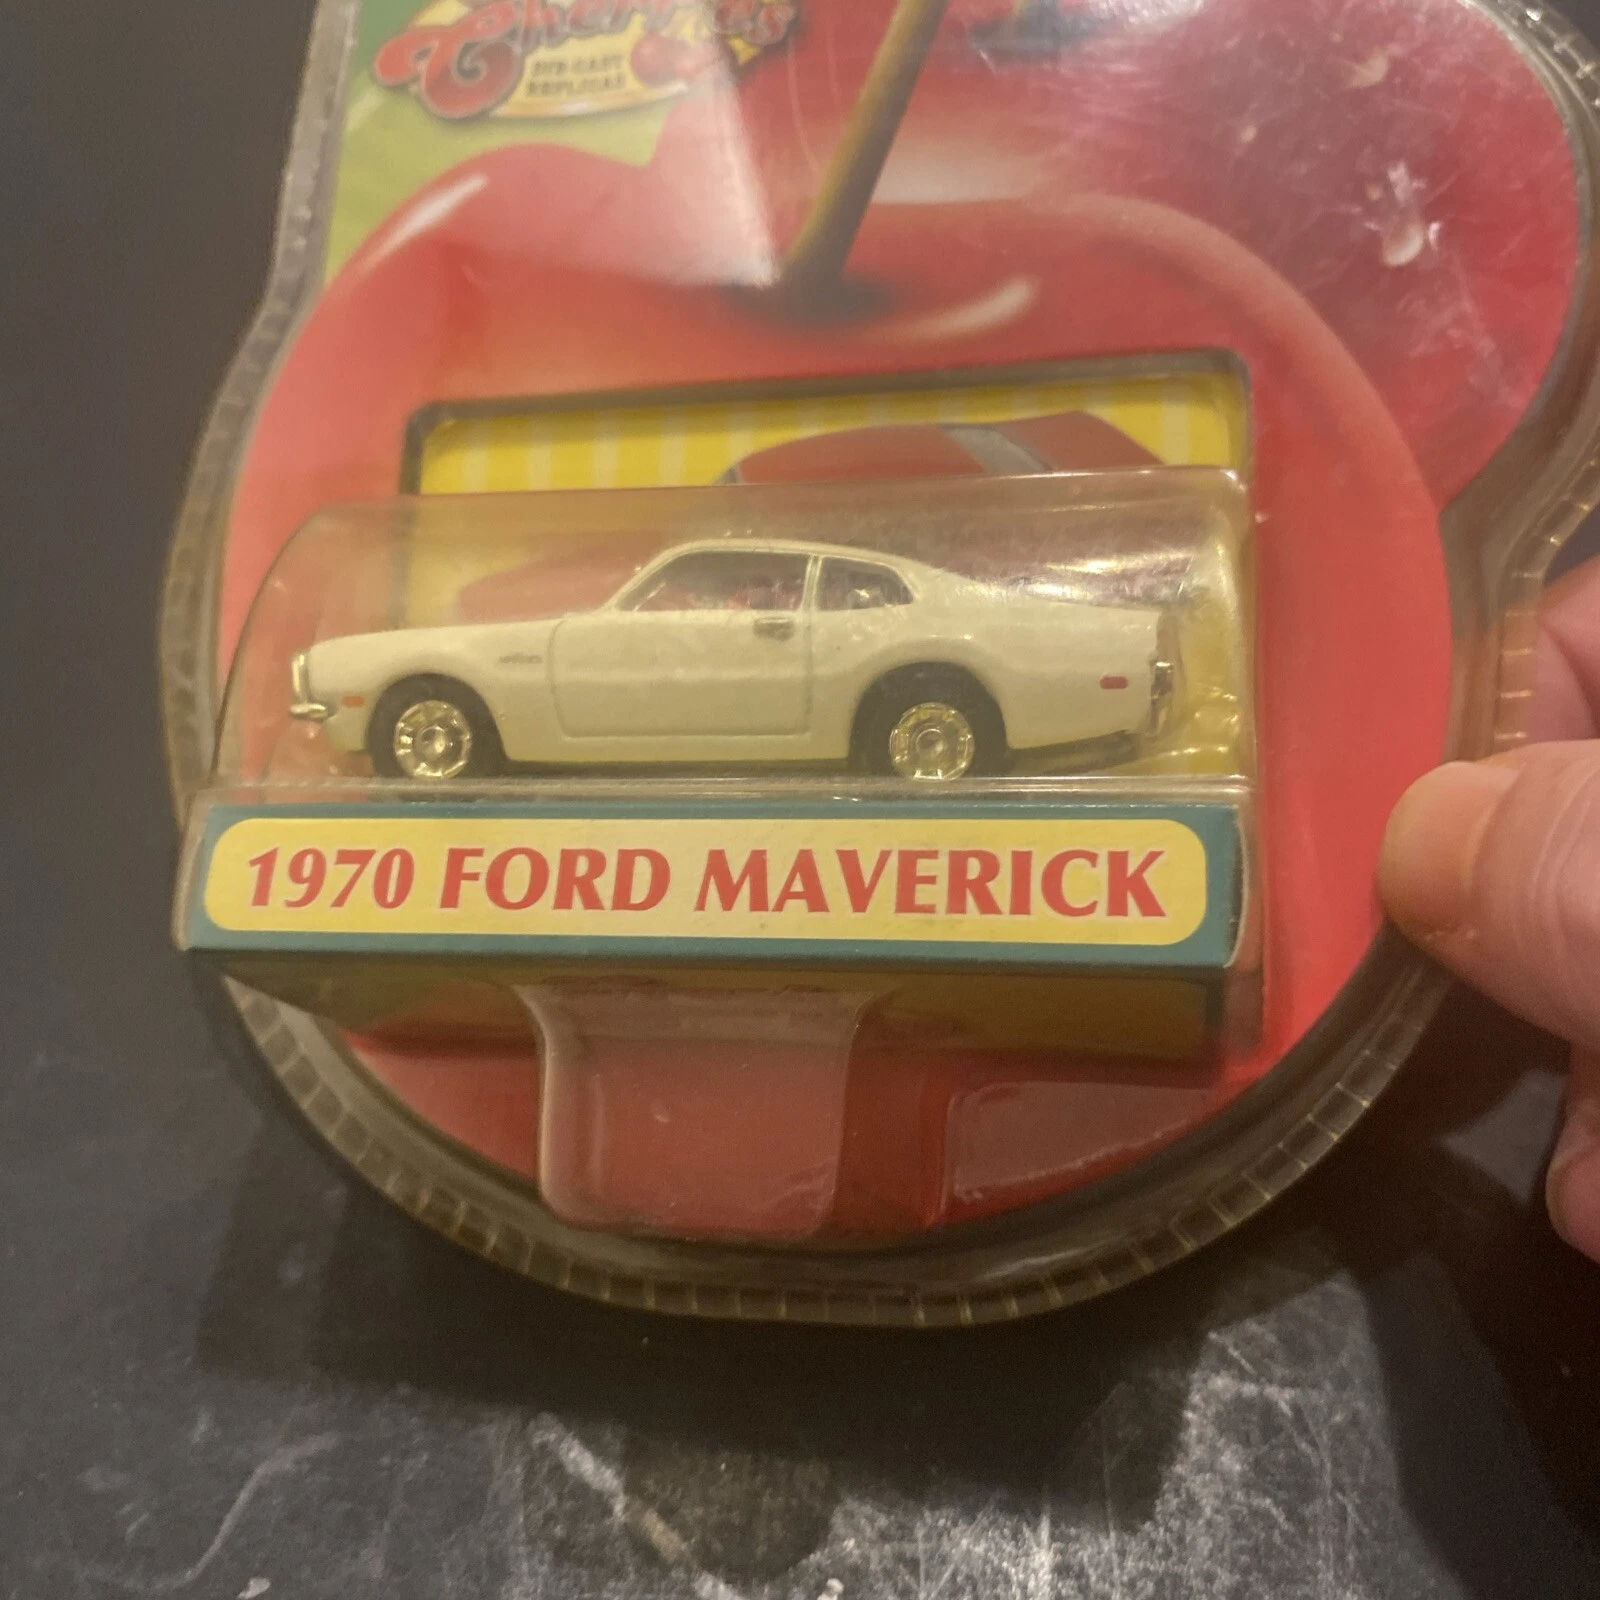 Cherries
DIE-CAST
REPLICAS
1970 FORD MAVERICK